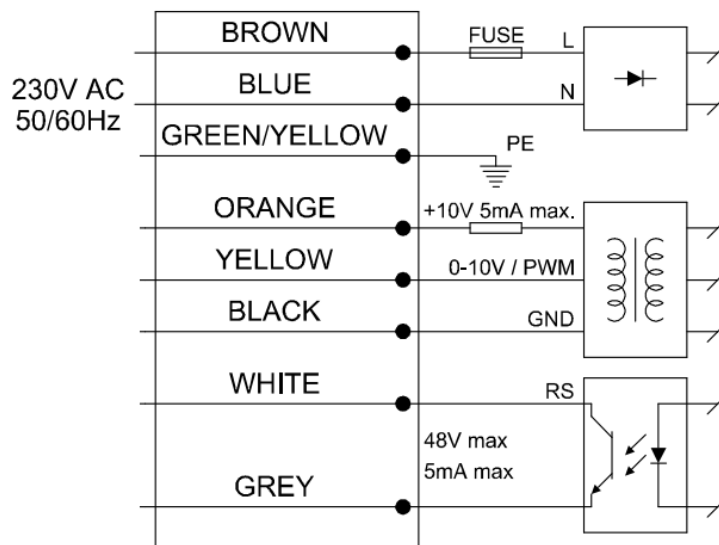 BROWN
FUSE
L
230V AC
50/60Hz
BLUE
N
GREEN/YELLOW
PE
ORANGE
+10V 5mA max.
YELLOW
0-10V / PWM
BLACK
GND
WHITE
RS
48V max
5mA max
GREY